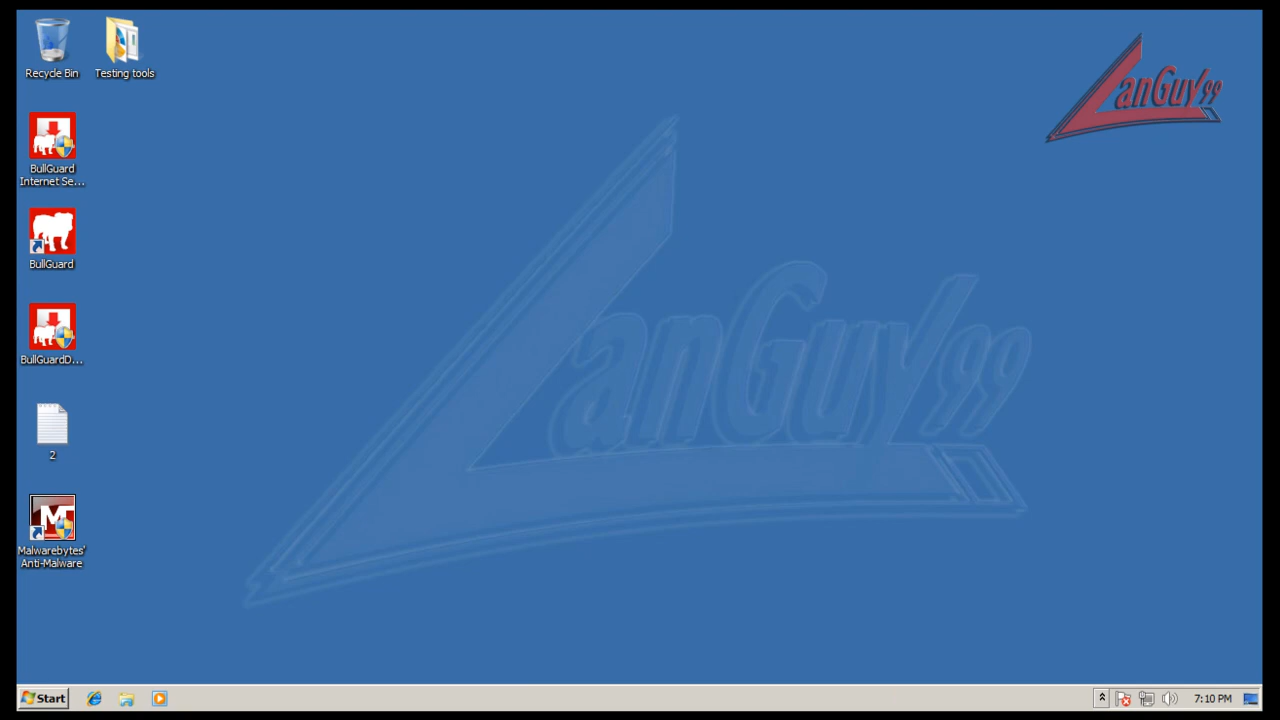 Recycle Bin
Testing tools
LanGuy99
BullGuard
Internet Se...
BullGuard
BullGuardD...
2
Malwarebytes'
Anti-Malware
LanGuy99
Start
7:10 PM